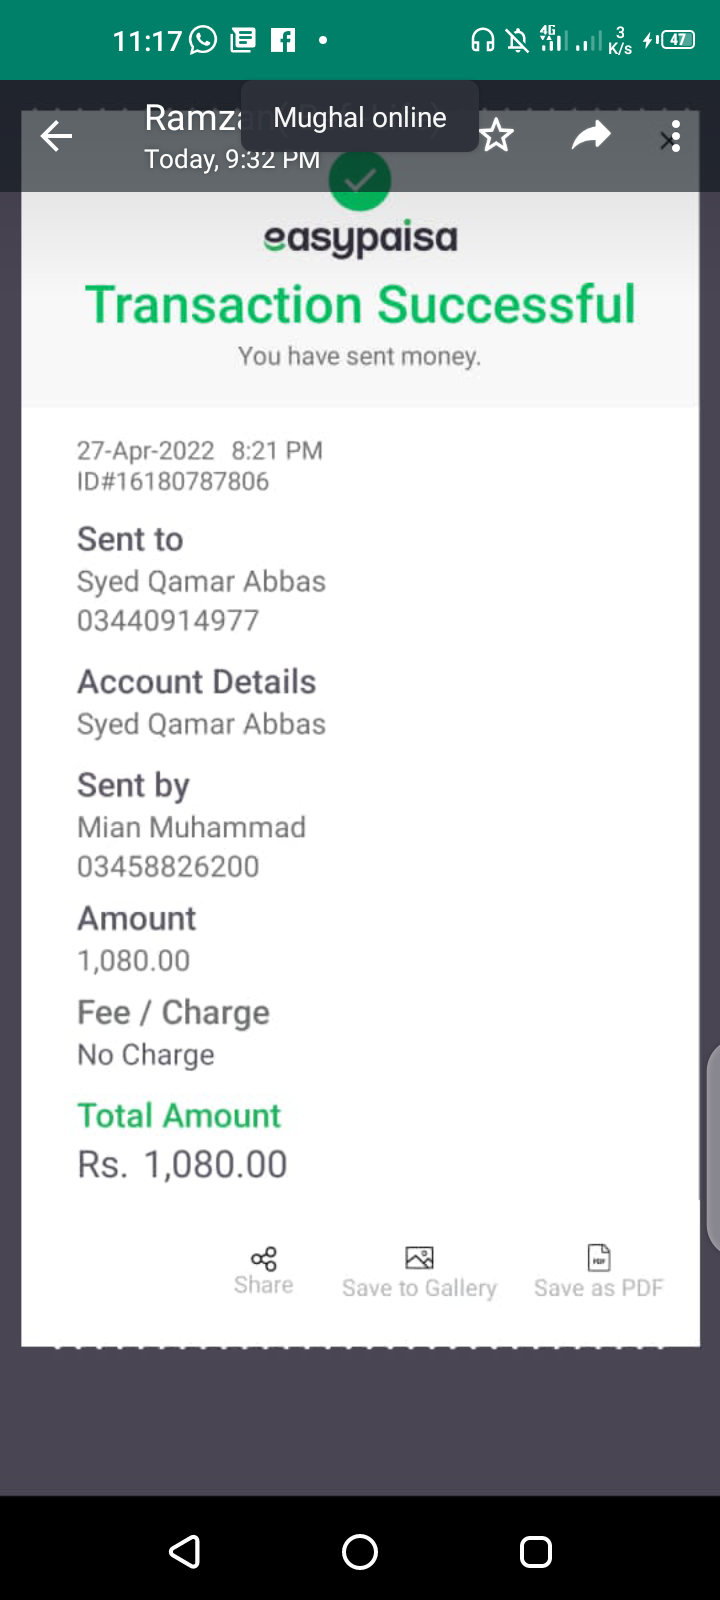 11:17
4G
3
K/s
47
Mughal online
Today, 9:32 PM
easypaisa
Transaction Successful
You have sent money.
27-Apr-2022 8:21 PM
ID#16180787806
Sent to
Syed Qamar Abbas
03440914977
Account Details
Syed Qamar Abbas
Sent by
Mian Muhammad
03458826200
Amount
1,080.00
Fee / Charge
No Charge
Total Amount
Rs. 1,080.00
Share
Save to Gallery
PDF
Save as PDF